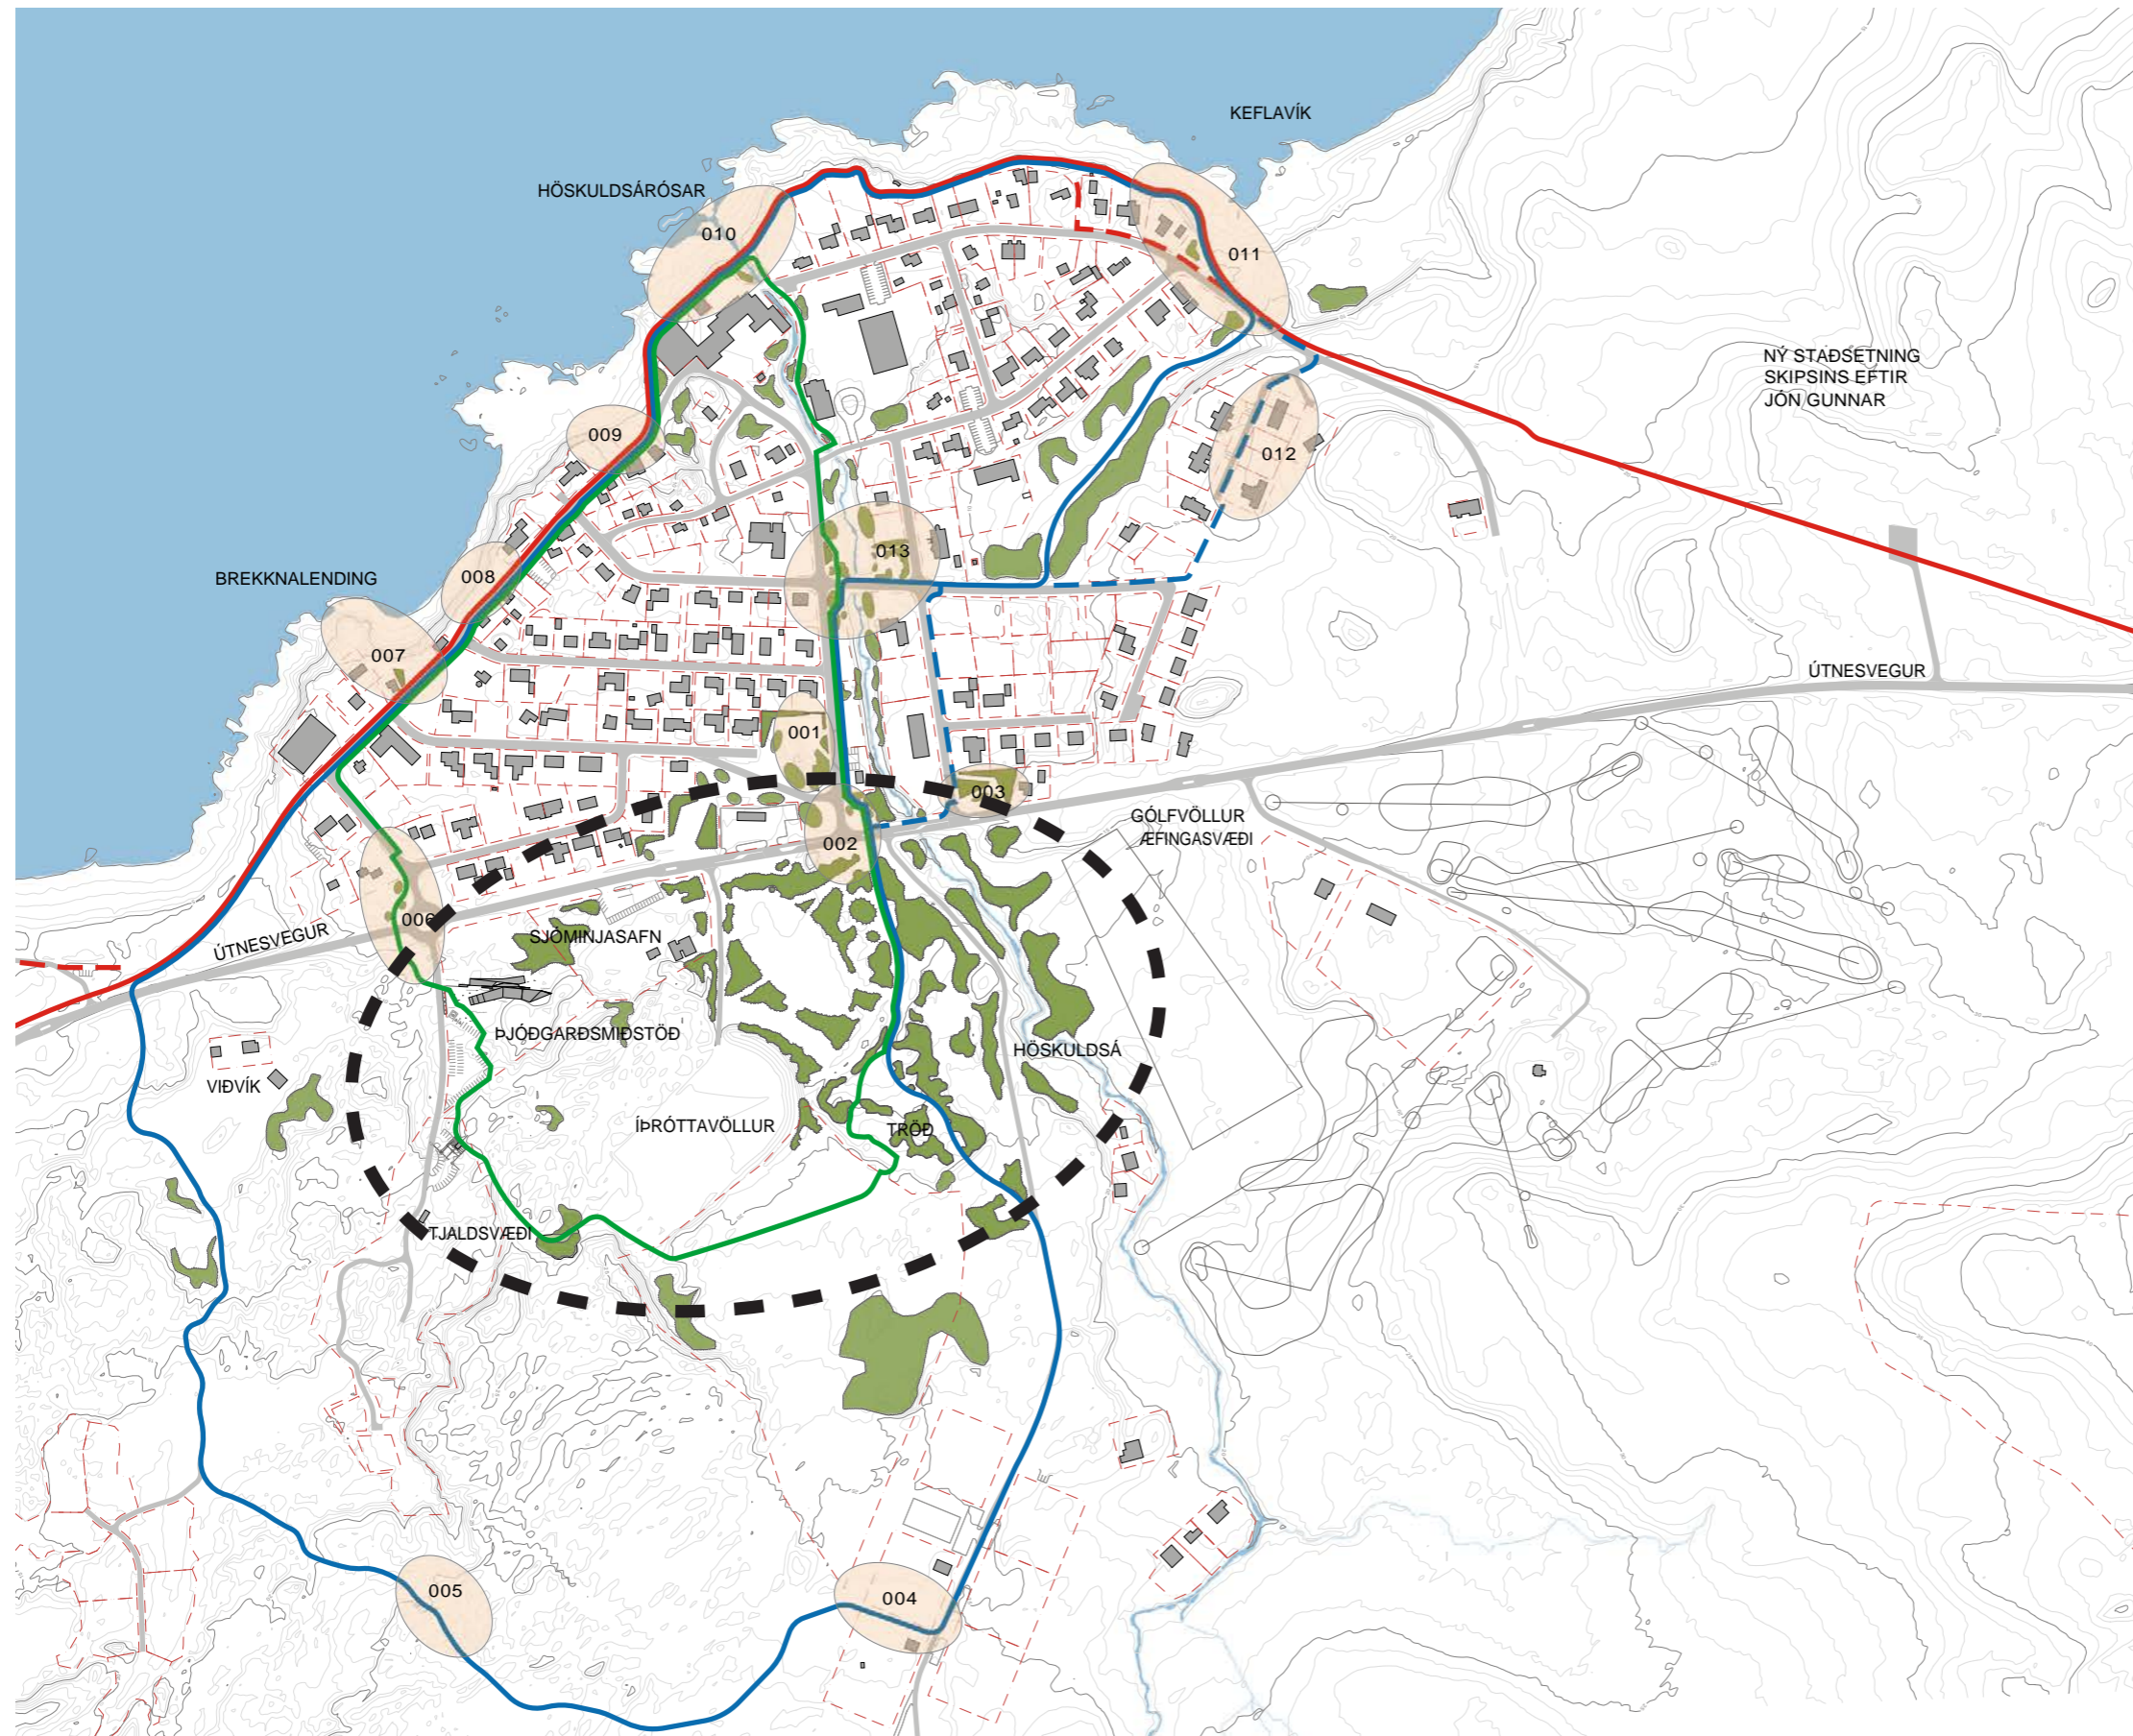 KEFLAVÍK
HÖSKULDSÁRÓSAR
010
011
NÝ STAÐSETNING
SKIPSINS EFTIR
JÓN GUNNAR
009
012
013
008
BREKKNALENDING
007
ÚTNESVEGUR
001
003
GÓLFVÖLLUR
ÆFINGASVÆÐI
002
006
ÚTNESVEGUR
SJÓMINJASAFN
ÞJÓÐGARÐSMIÐSTÖÐ
HÖSKULDSÁ
VIÐVÍK
ÍÞRÓTTAVÖLLUR
TRÖÐ
TJALDSVÆÐI
005
004